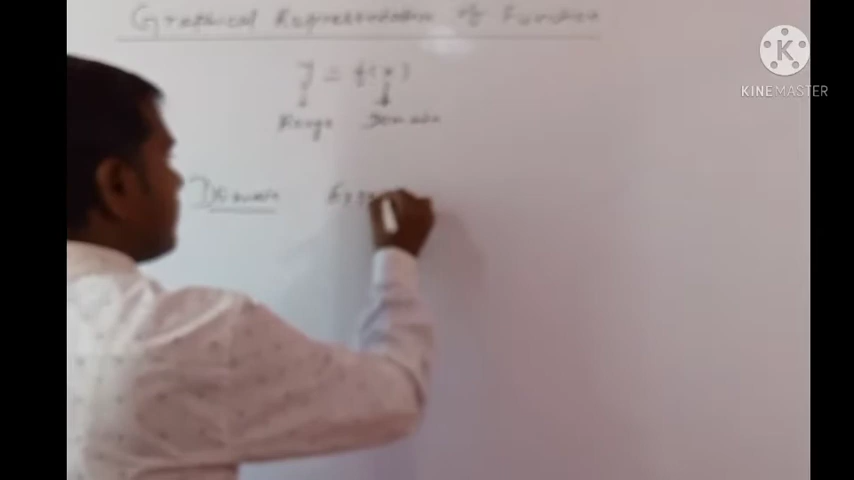 Graphical Representation of Function
K
KINEMASTER
y = f(x)
Range Domain
Domain